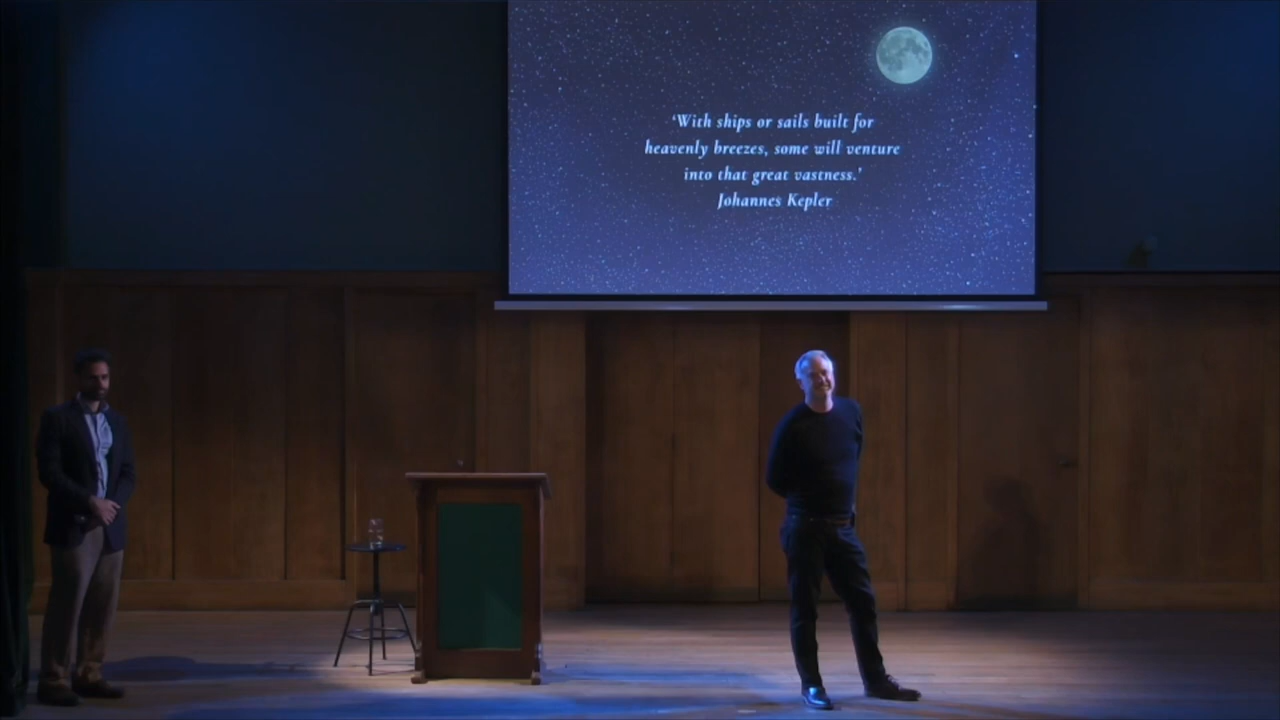 ‘With ships or sails built for
heavenly breezes, some will venture
into that great vastness.’
Johannes Kepler